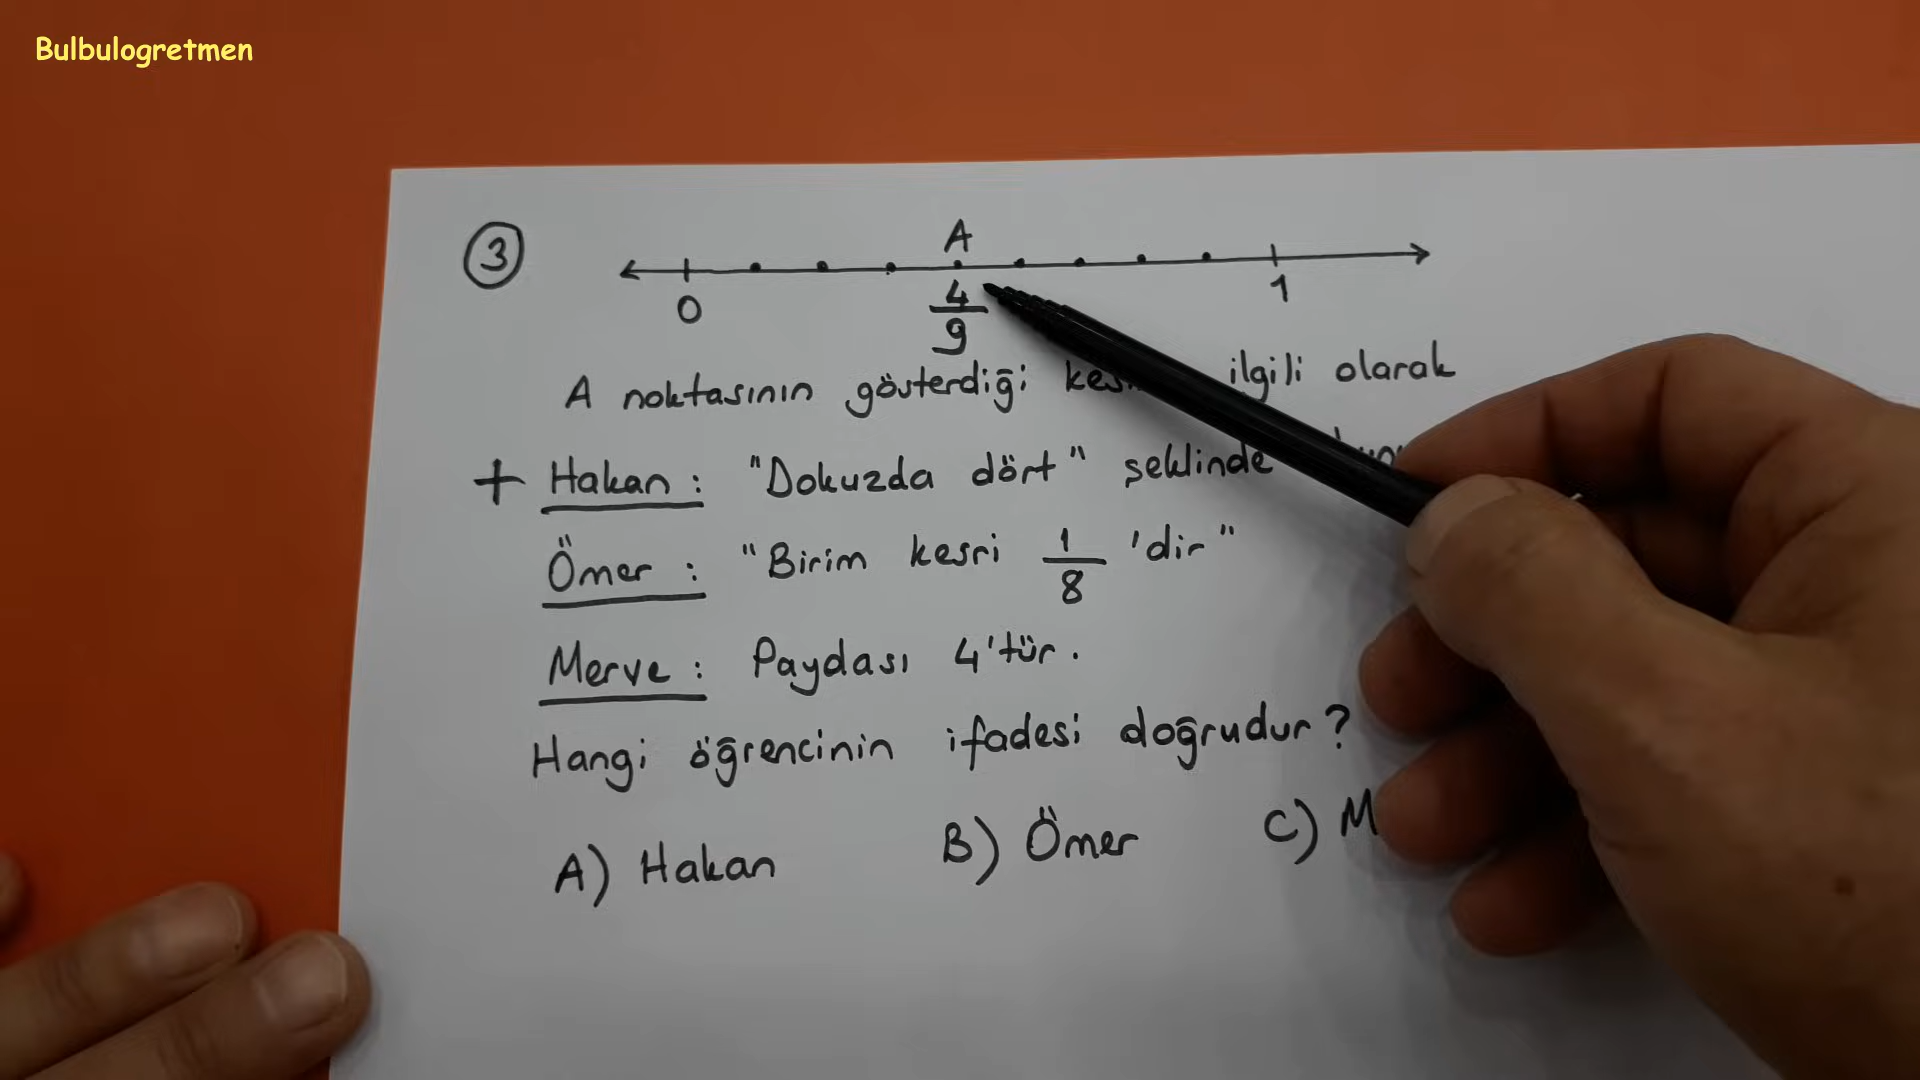 Bulbulogretmen
3
A
0 4/9 1
A noktasının gösterdiği ilgili olarak
+ Hakan : "Dokuzda dört" şeklinde
Ömer : "Birim kesri 1/8 'dir"
Merve : Paydası 4'tür.
Hangi öğrencinin ifadesi doğrudur?
A) Hakan B) Ömer C) M